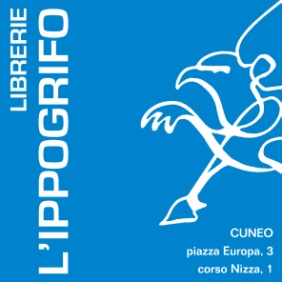 LIBRERIE
L'IPPOGRIFO
CUNEO
piazza Europa, 3
corso Nizza, 1